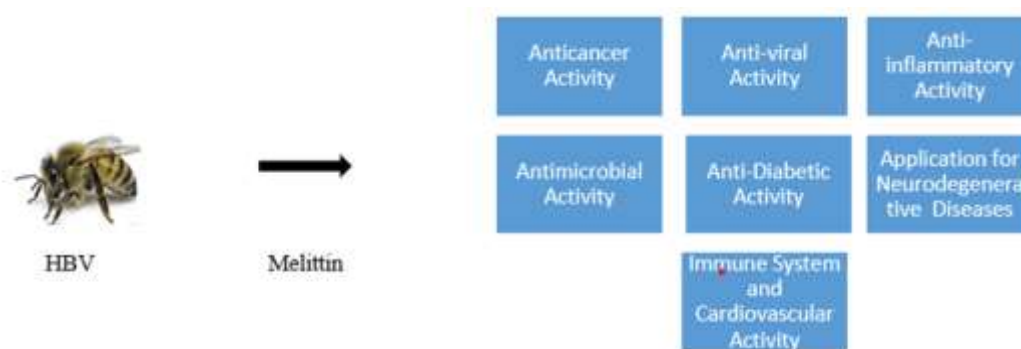 Anticancer
Activity
Anti-viral
Activity
Anti-
inflammatory
Activity
Antimicrobial
Activity
Anti-Diabetic
Activity
Application for
Neurodegenera
tive Diseases
HBV
Melittin
Immune System
and
Cardiovascular
Activity